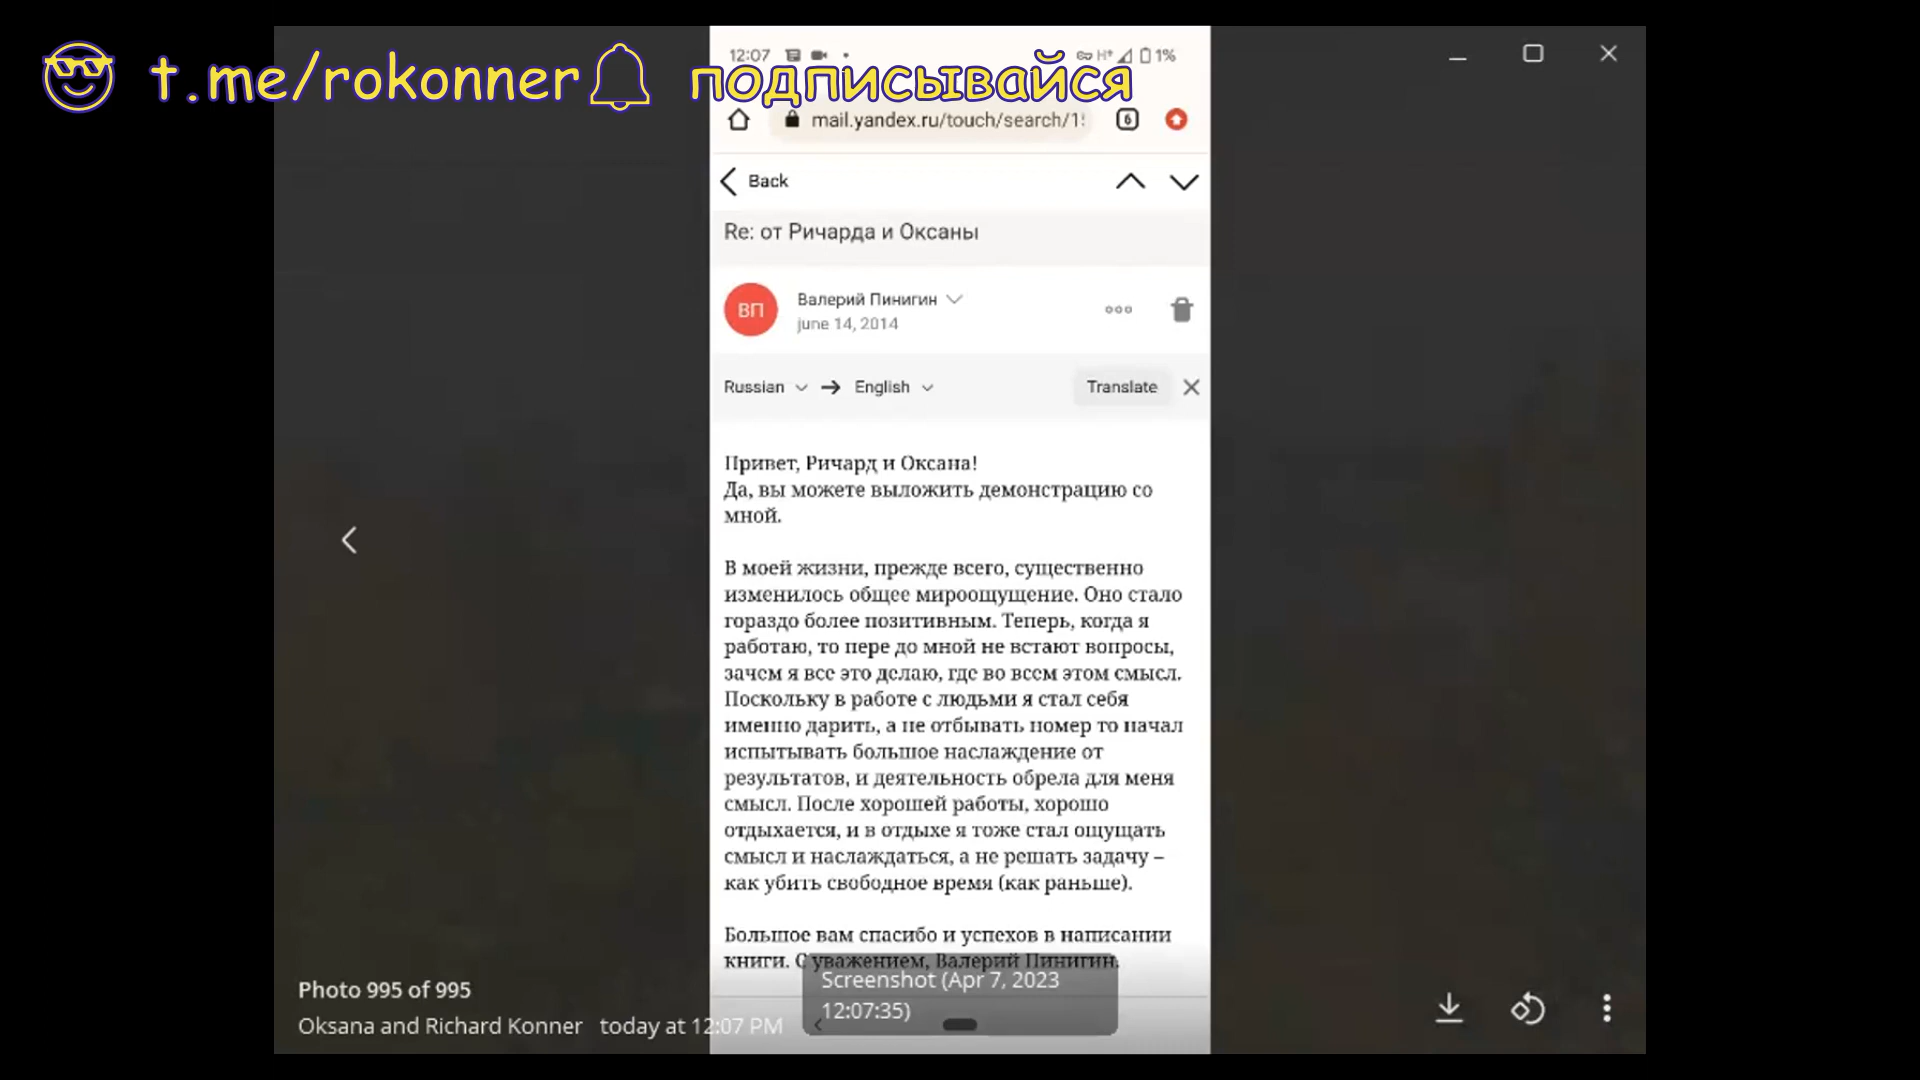 t.me/rokonner подписывайся
12:07 H+ 1%
mail.yandex.ru/touch/search/1 6
Back
Re: от Ричарда и Оксаны
ВП Валерий Пинигин
june 14, 2014
Russian → English Translate
Привет, Ричард и Оксана!
Да, вы можете выложить демонстрацию со
мной.
В моей жизни, прежде всего, существенно
изменилось общее мироощущение. Оно стало
гораздо более позитивным. Теперь, когда я
работаю, то пере до мной не встают вопросы,
зачем я все это делаю, где во всем этом смысл.
Поскольку в работе с людьми я стал себя
именно дарить, а не отбывать номер то начал
испытывать большое наслаждение от
результатов, и деятельность обрела для меня
смысл. После хорошей работы, хорошо
отдыхается, и в отдыхе я тоже стал ощущать
смысл и наслаждаться, а не решать задачу –
как убить свободное время (как раньше).
Большое вам спасибо и успехов в написании
книги. С уважением, Валерий Пинигин.
Screenshot (Apr 7, 2023
12:07:35)
Photo 995 of 995
Oksana and Richard Konner today at 12:07 PM